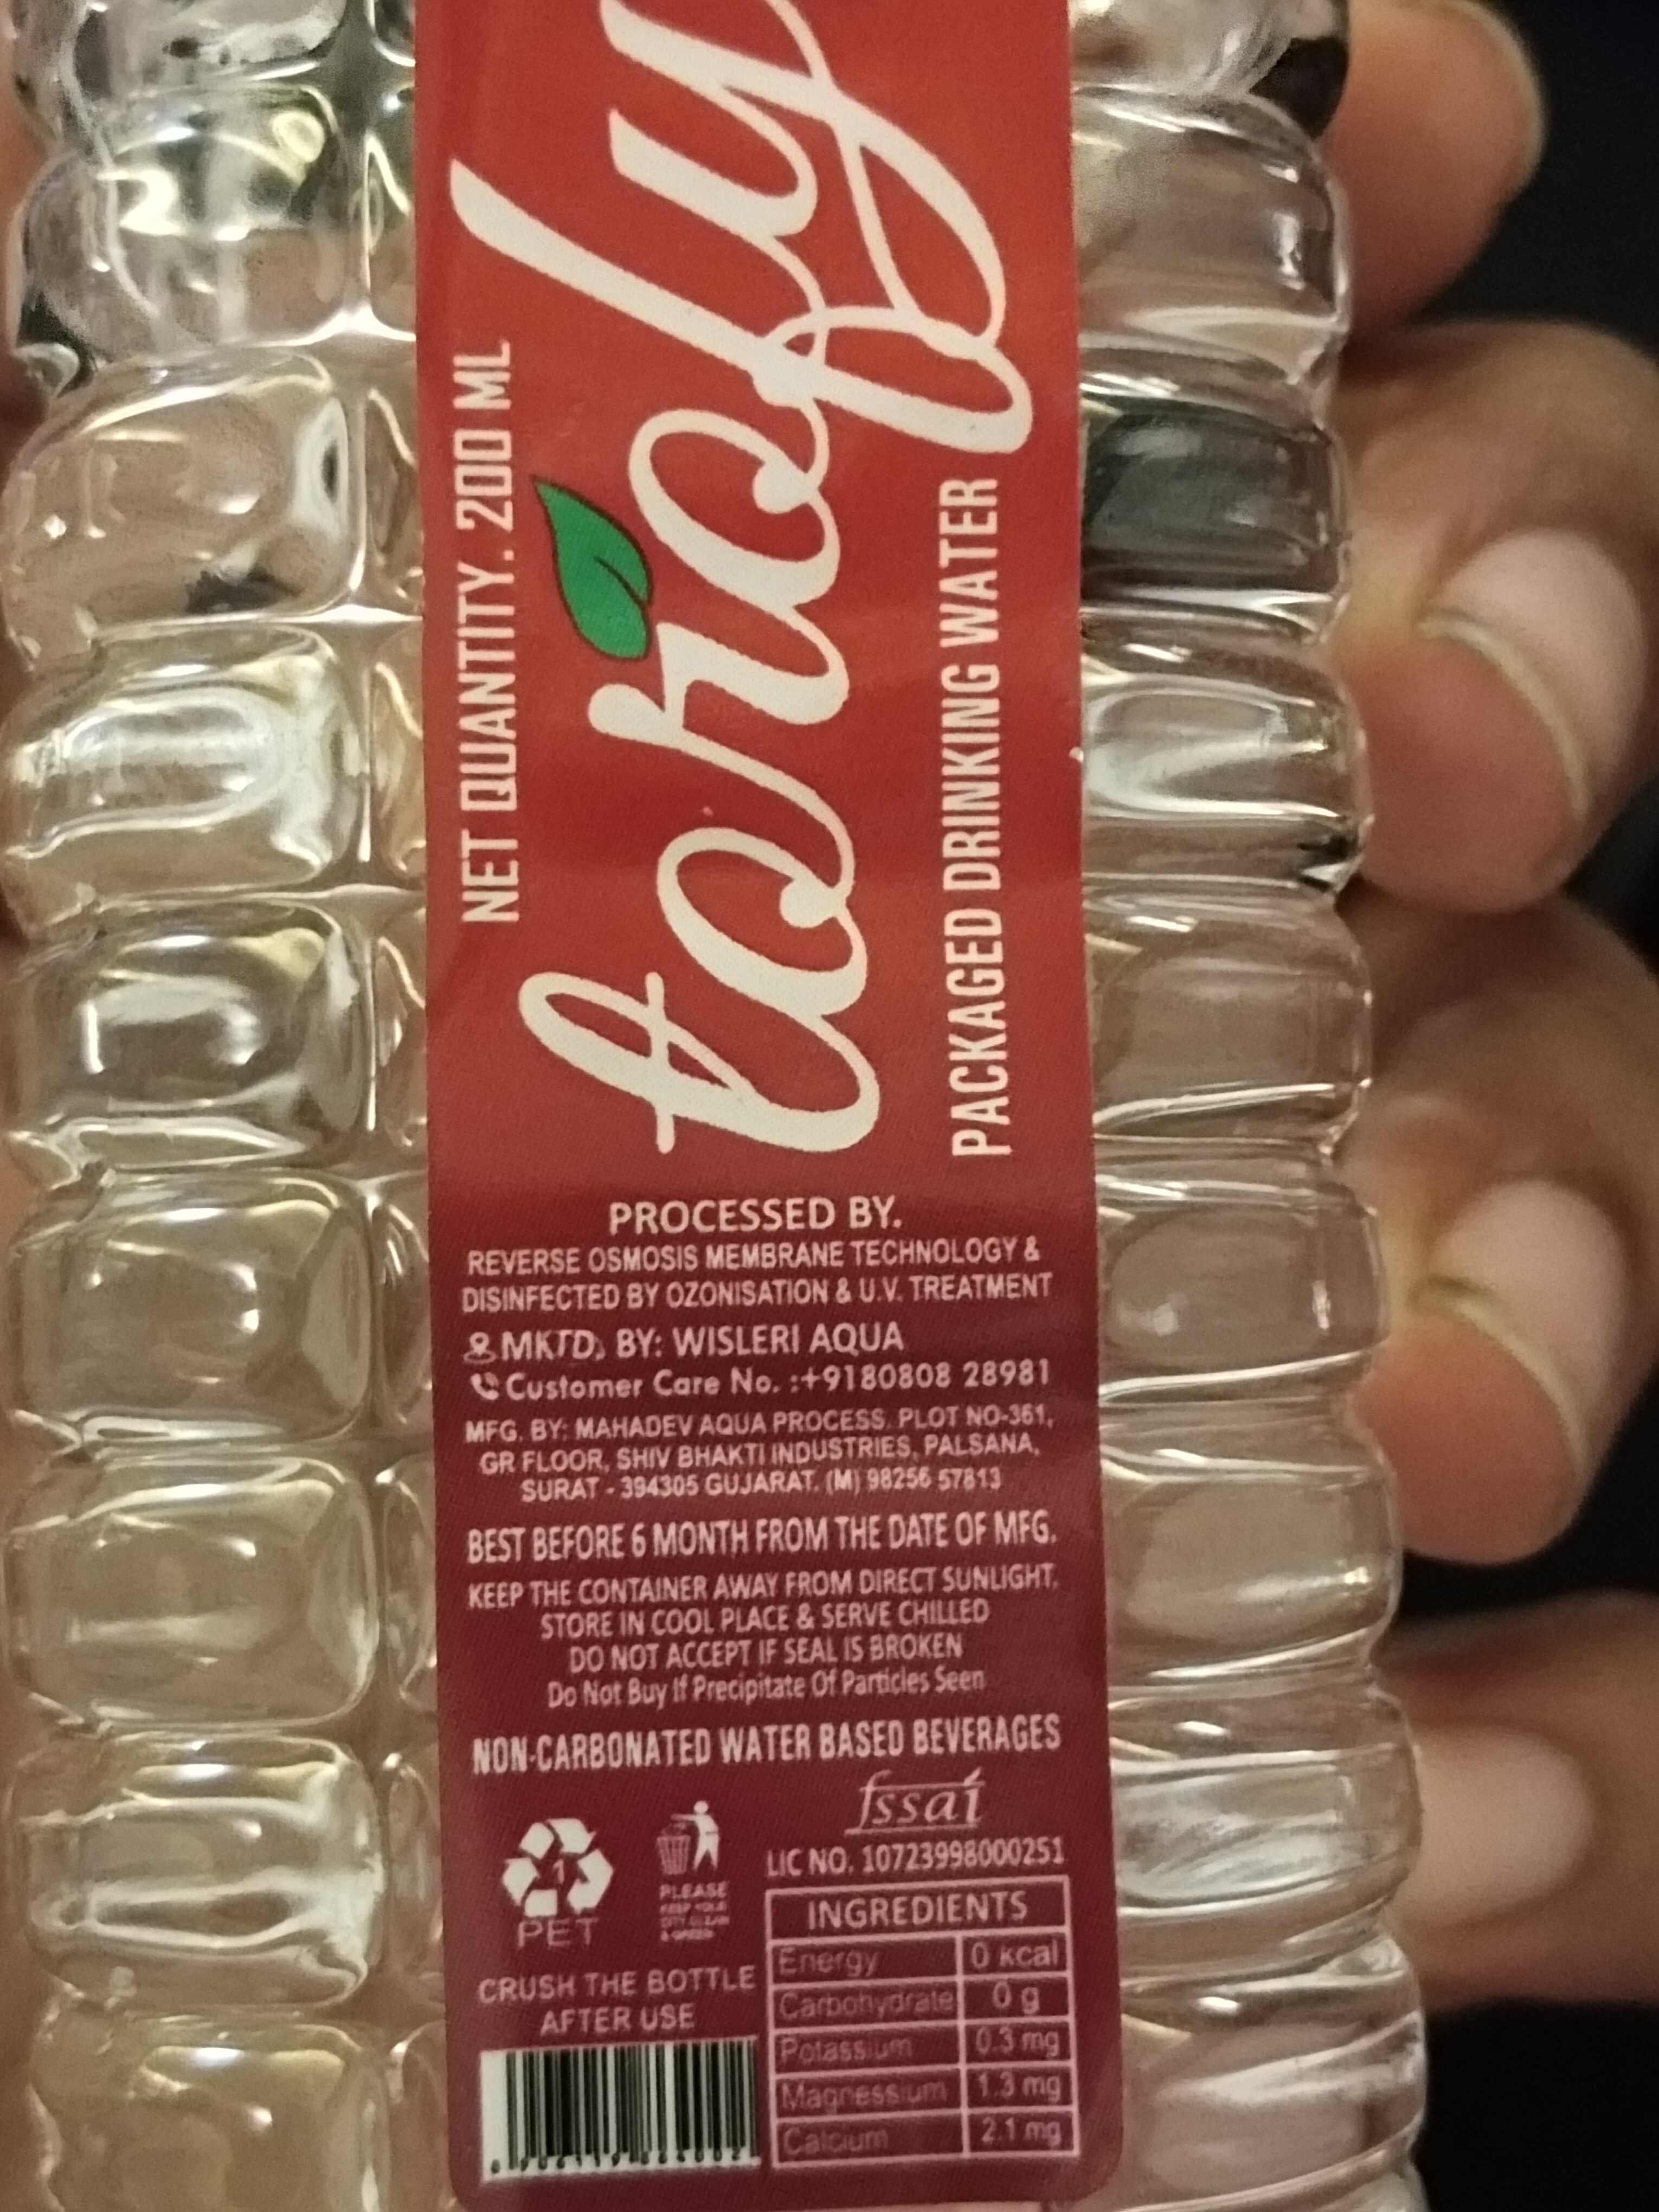 NET QUANTITY. 200 ML
torofly
PACKAGED DRINKING WATER
PROCESSED BY.
REVERSE OSMOSIS MEMBRANE TECHNOLOGY &
DISINFECTED BY OZONISATION & U.V. TREATMENT
MKTD. BY: WISLERI AQUA
Customer Care No. :+9180808 28981
MFG. BY: MAHADEV AQUA PROCESS. PLOT NO-361,
GR FLOOR, SHIV BHAKTI INDUSTRIES, PALSANA,
SURAT - 394305 GUJARAT. (M) 98256 57813
BEST BEFORE 6 MONTH FROM THE DATE OF MFG.
KEEP THE CONTAINER AWAY FROM DIRECT SUNLIGHT.
STORE IN COOL PLACE & SERVE CHILLED
DO NOT ACCEPT IF SEAL IS BROKEN
Do Not Buy If Precipitate Of Particles Seen
NON-CARBONATED WATER BASED BEVERAGES
fssai
LIC NO. 10723998000251
1
PET
PLEASE
KEEP YOUR
CITY CLEAN
& GREEN
CRUSH THE BOTTLE
AFTER USE
INGREDIENTS
Energy 0 kcal
Carbohydrate 0 g
Potassium 0.3 mg
Magnessium 1.3 mg
Calcium 2.1 mg